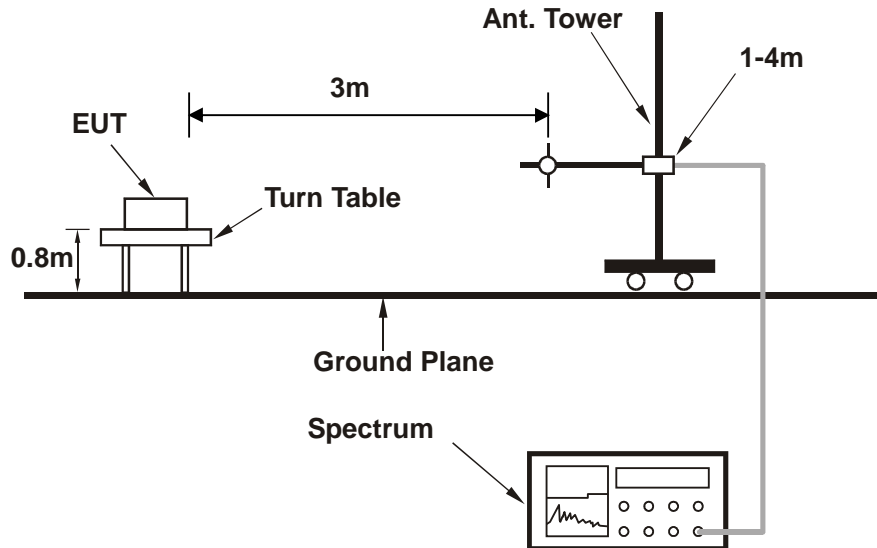 Ant. Tower
1-4m
3m
EUT
Turn Table
0.8m
Ground Plane
Spectrum